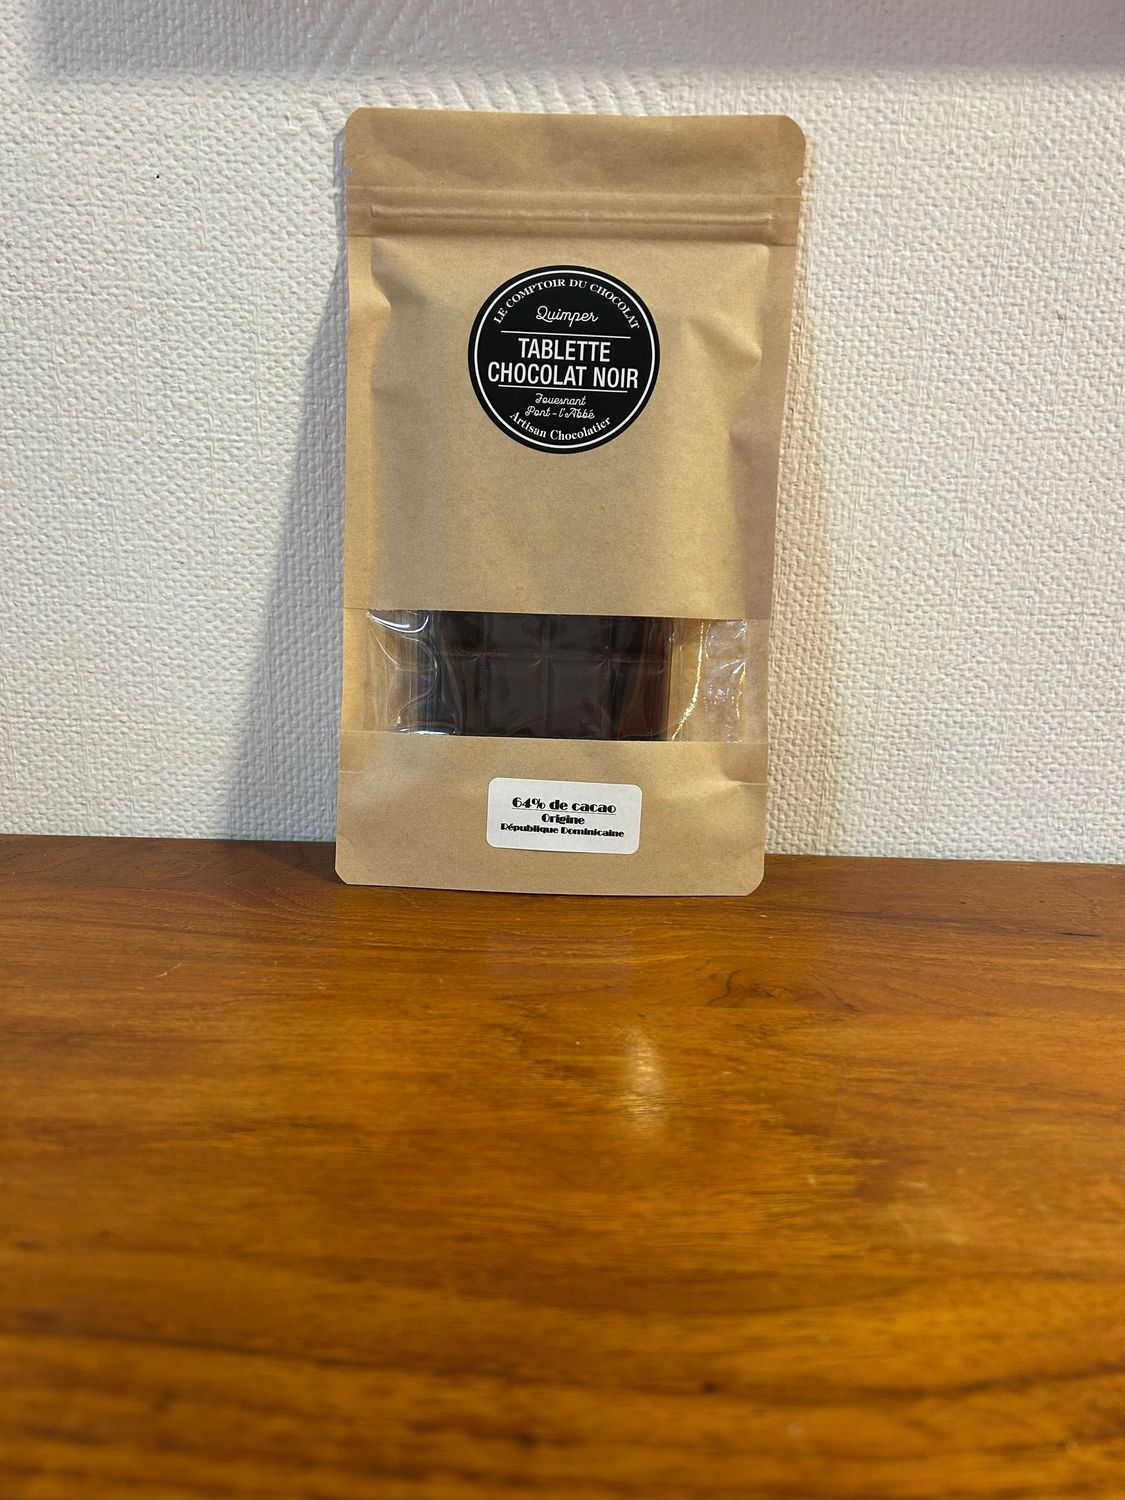 LE COMPTOIR DU CHOCOLAT
Quimper
TABLETTE
CHOCOLAT NOIR
Fouesnant
Pont-l'Abbé
Artisan Chocolatier
64% de cacao
Origine
République Dominicaine